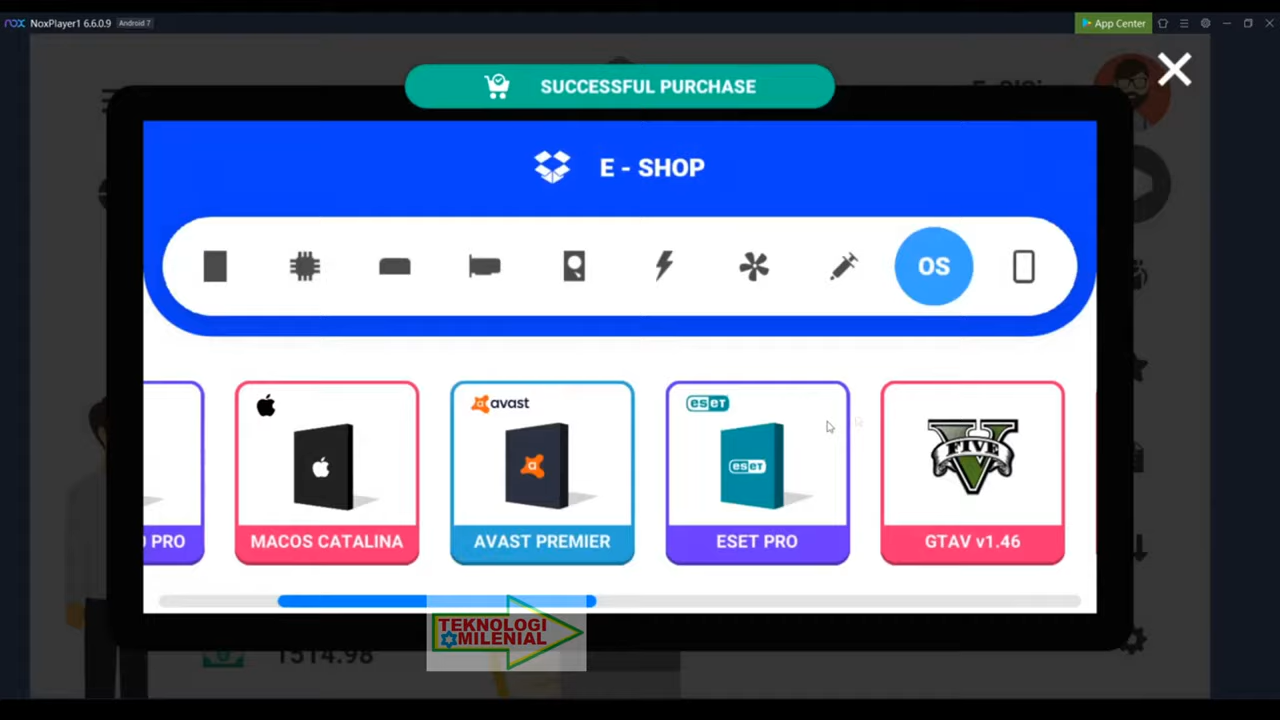 nox NoxPlayer1 6.6.0.9 Android 7
App Center
SUCCESSFUL PURCHASE
E - SHOP
OS
avast
eseT
eseT
FIVE
PRO
MACOS CATALINA
AVAST PREMIER
ESET PRO
GTAV v1.46
TEKNOLOGI
MILENIAL
1514.98